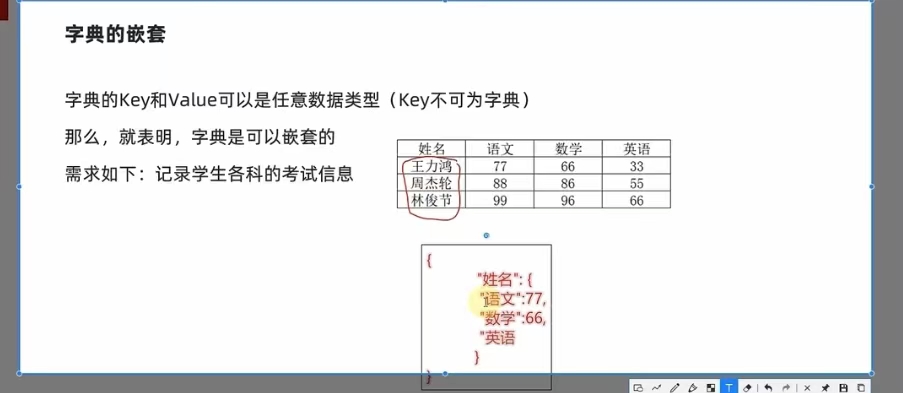 字典的嵌套
字典的Key和Value可以是任意数据类型（Key不可为字典）
那么，就表明，字典是可以嵌套的
需求如下：记录学生各科的考试信息
姓名 语文 数学 英语
王力鸿 77 66 33
周杰轮 88 86 55
林俊节 99 96 66
{
"姓名": {
"语文":77,
"数学":66,
"英语
}
}
T